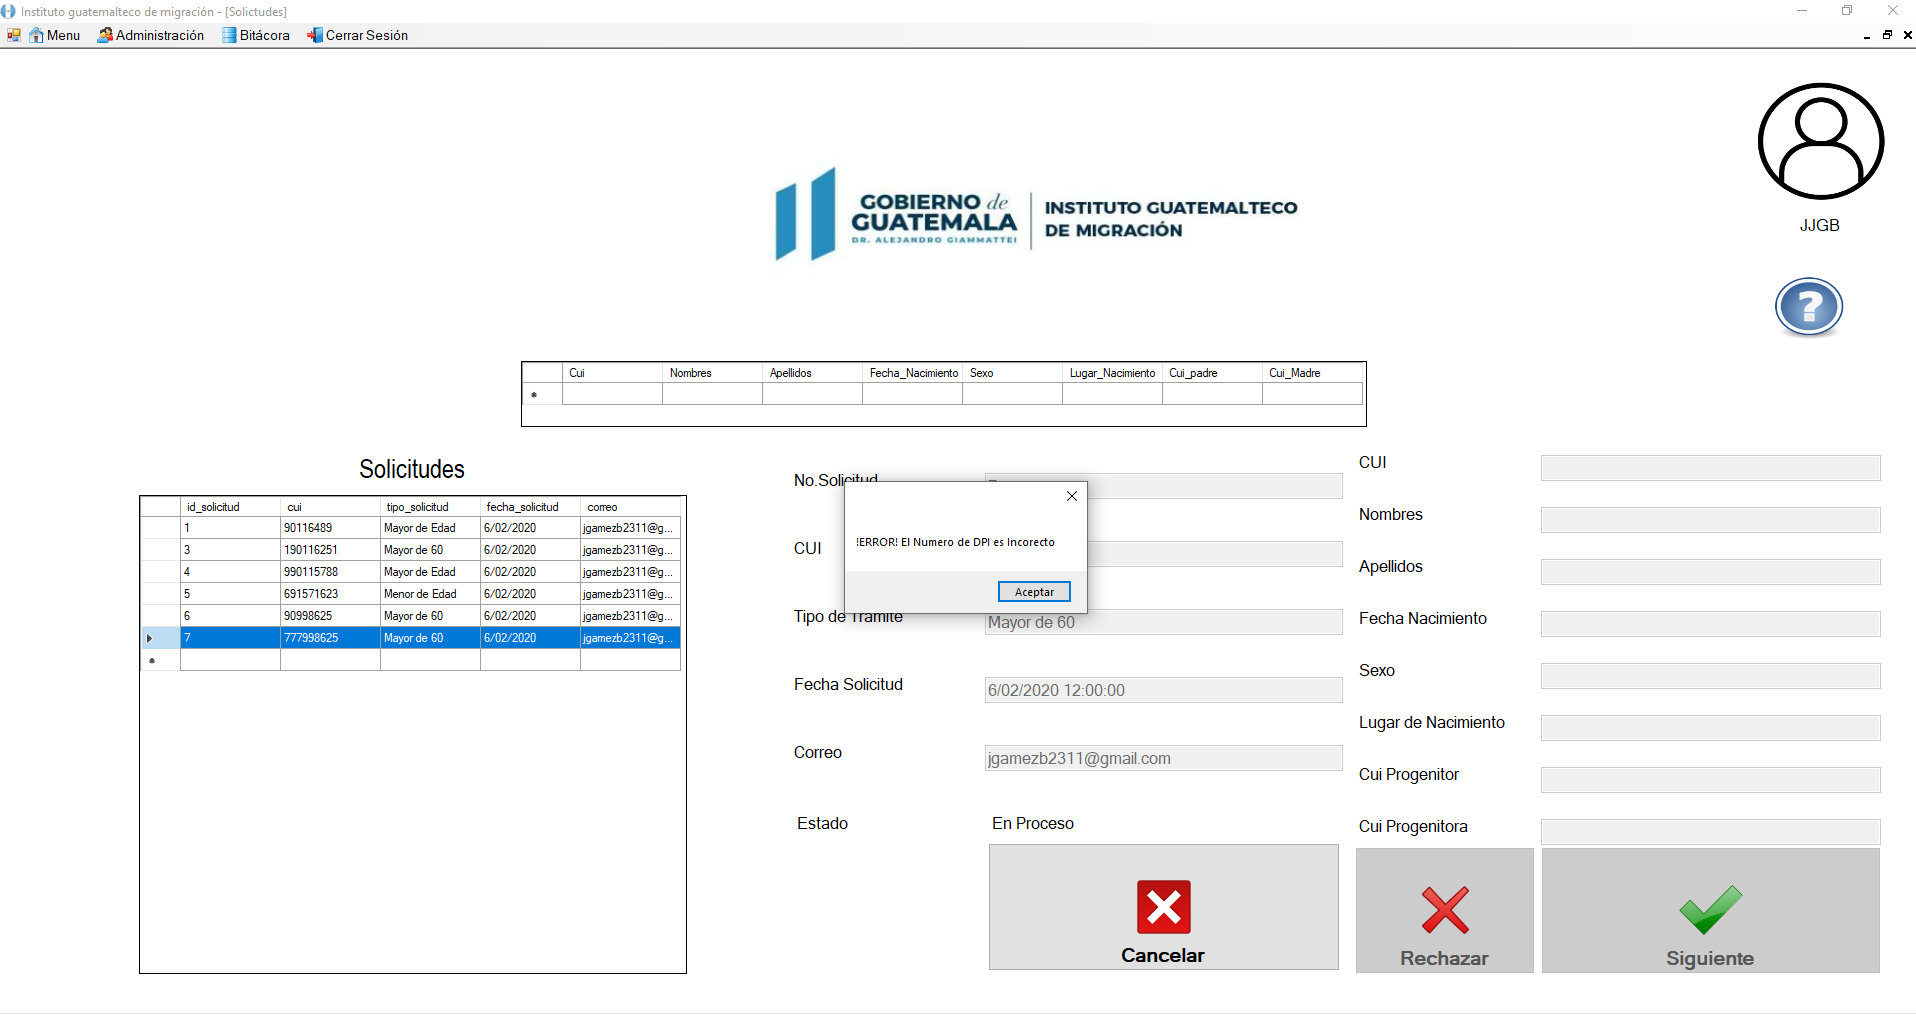 Instituto guatemalteco de migración - [Solictudes]
Menu Administración Bitácora Cerrar Sesión
JJGB
GOBIERNO de
GUATEMALA
DR. ALEJANDRO GIAMMATTEI
INSTITUTO GUATEMALTECO
DE MIGRACIÓN
?
Cui Nombres Apellidos Fecha_Nacimiento Sexo Lugar_Nacimiento Cui_padre Cui_Madre
Solicitudes
id_solicitud cui tipo_solicitud fecha_solicitud correo
1 90116489 Mayor de Edad 6/02/2020 jgamezb2311@g...
3 190116251 Mayor de 60 6/02/2020 jgamezb2311@g...
4 990115788 Mayor de Edad 6/02/2020 jgamezb2311@g...
5 691571623 Menor de Edad 6/02/2020 jgamezb2311@g...
6 90998625 Mayor de 60 6/02/2020 jgamezb2311@g...
7 777998625 Mayor de 60 6/02/2020 jgamezb2311@g...
No.Solicitud
CUI
Tipo de Tramite Mayor de 60
Fecha Solicitud 6/02/2020 12:00:00
Correo jgamezb2311@gmail.com
Estado En Proceso
!ERROR! El Numero de DPI es Incorecto
Aceptar
CUI
Nombres
Apellidos
Fecha Nacimiento
Sexo
Lugar de Nacimiento
Cui Progenitor
Cui Progenitora
Cancelar
Rechazar
Siguiente